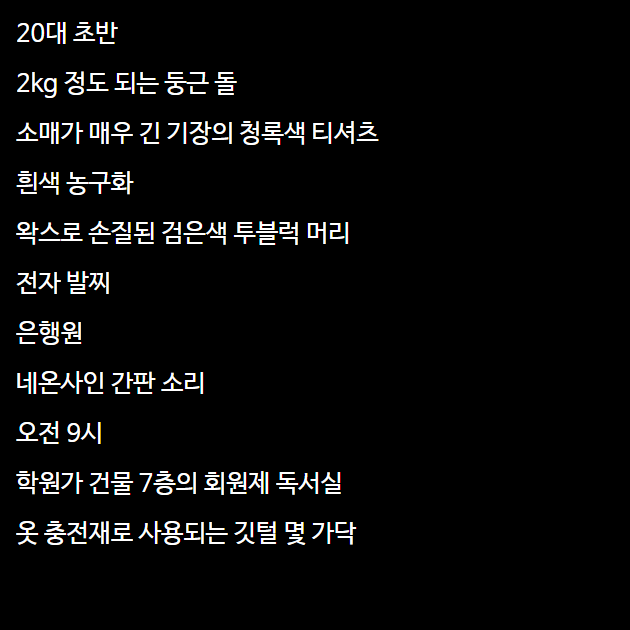 20대 초반
2kg 정도 되는 둥근 돌
소매가 매우 긴 기장의 청록색 티셔츠
흰색 농구화
왁스로 손질된 검은색 투블럭 머리
전자 발찌
은행원
네온사인 간판 소리
오전 9시
학원가 건물 7층의 회원제 독서실
옷 충전재로 사용되는 깃털 몇 가닥